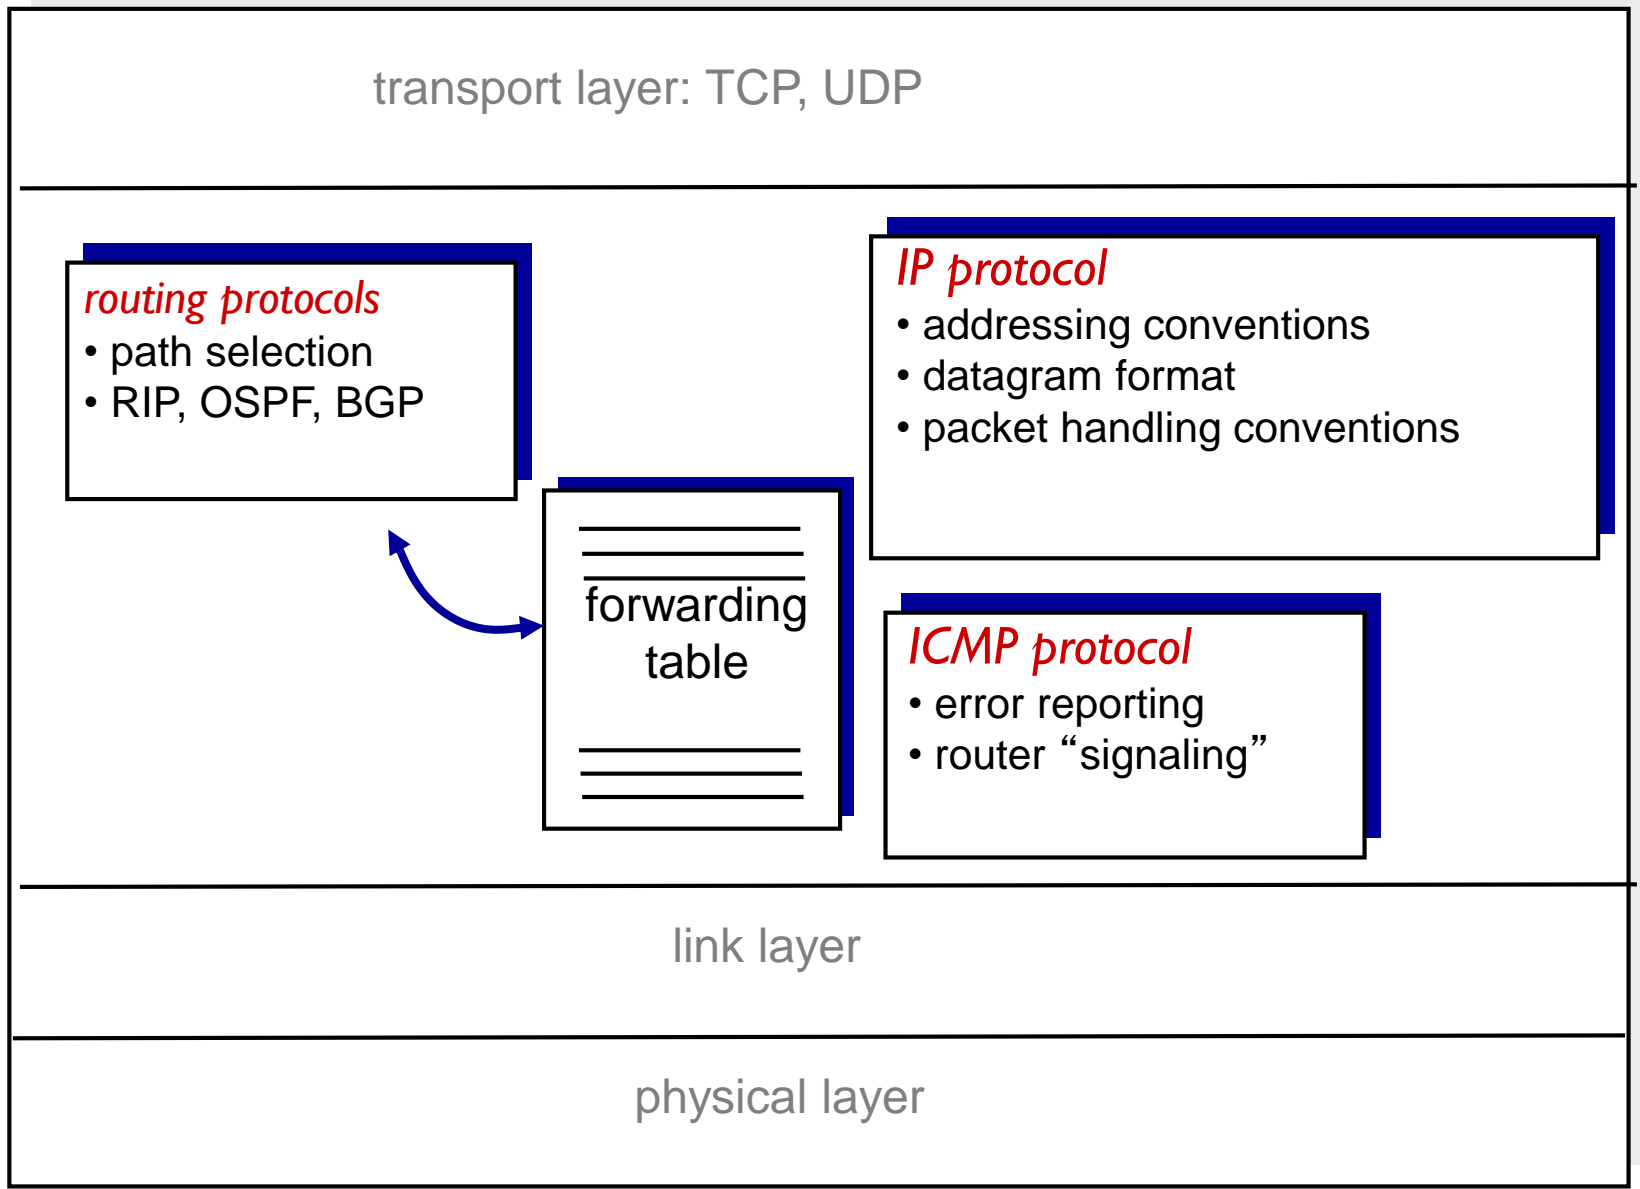 transport layer: TCP, UDP
routing protocols
• path selection
• RIP, OSPF, BGP
IP protocol
• addressing conventions
• datagram format
• packet handling conventions
forwarding
table
ICMP protocol
• error reporting
• router “signaling”
link layer
physical layer